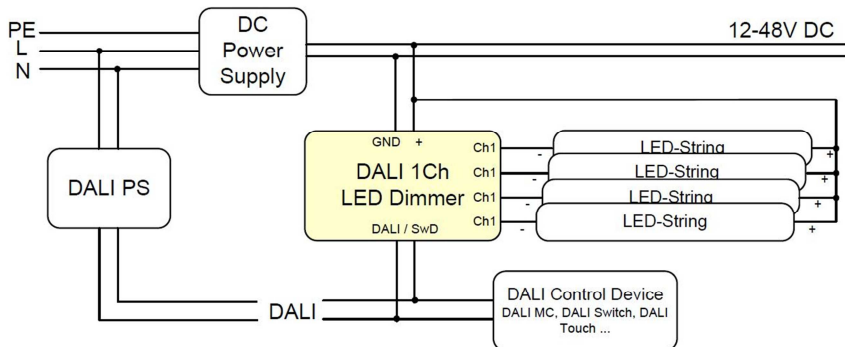 PE
L
N
DC
Power
Supply
12-48V DC
DALI PS
GND +
DALI 1Ch
LED Dimmer
DALI / SwD
Ch1
Ch1
Ch1
Ch1
- LED-String +
- LED-String +
- LED-String +
- LED-String +
DALI
DALI Control Device
DALI MC, DALI Switch, DALI
Touch ...